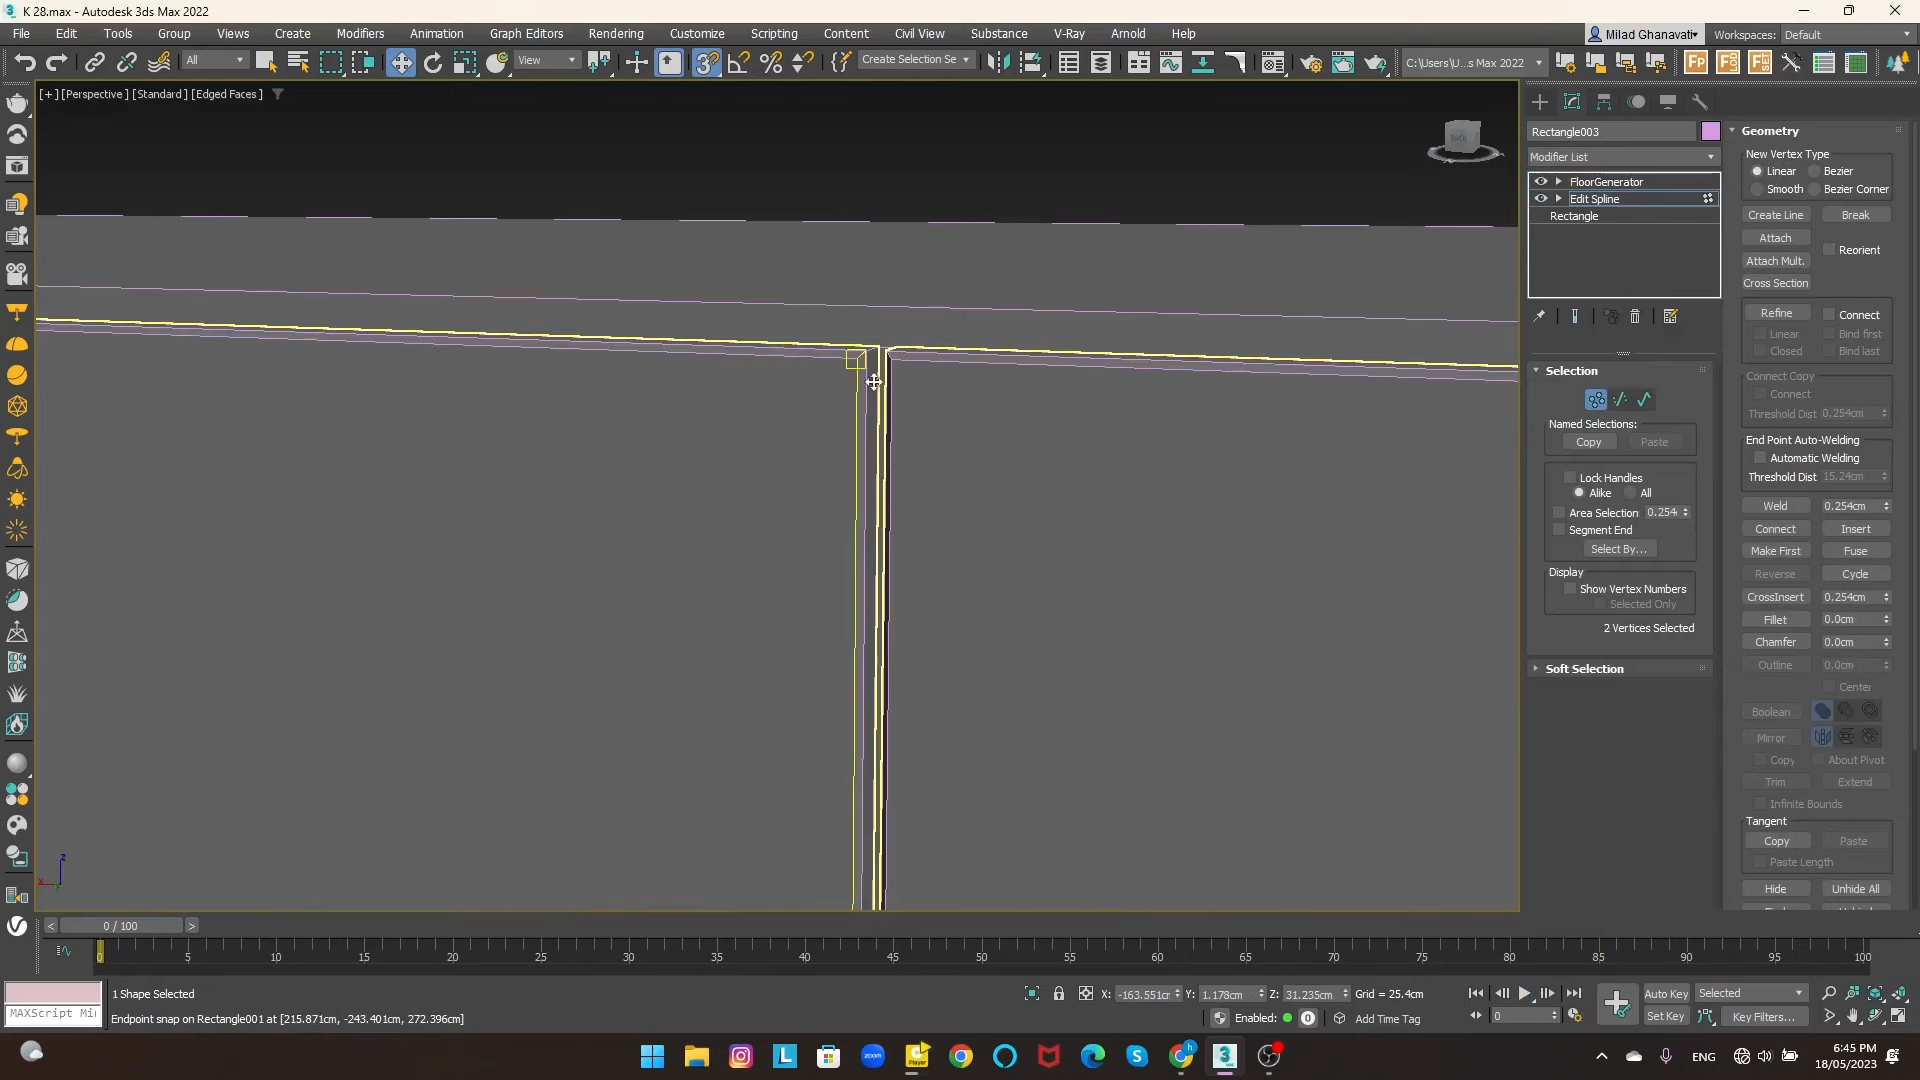 K 28.max - Autodesk 3ds Max 2022
File Edit Tools Group Views Create Modifiers Animation Graph Editors Rendering Customize Scripting Content Civil View Substance V-Ray Arnold Help
Milad Ghanavati
Workspaces: Default
All
View
Create Selection Se
C:\Users\U...s Max 2022
[+] [Perspective] [Standard] [Edged Faces]
BACK
Rectangle003
Modifier List
FloorGenerator
Edit Spline
Rectangle
Selection
Named Selections:
Copy Paste
Lock Handles
Alike All
Area Selection: 0.254
Segment End
Select By...
Display
Show Vertex Numbers
Selected Only
2 Vertices Selected
Soft Selection
Geometry
New Vertex Type
Linear Bezier
Smooth Bezier Corner
Create Line Break
Attach
Reorient
Attach Mult.
Cross Section
Refine Connect
Linear Bind first
Closed Bind last
Connect Copy
Connect
Threshold Dist 0.254cm
End Point Auto-Welding
Automatic Welding
Threshold Dist 15.24cm
Weld 0.254cm
Connect Insert
Make First Fuse
Reverse Cycle
CrossInsert 0.254cm
Fillet 0.0cm
Chamfer 0.0cm
Outline 0.0cm
Center
Boolean
Mirror
Copy About Pivot
Trim Extend
Infinite Bounds
Tangent
Copy Paste
Paste Length
Hide Unhide All
z
x
< 0 / 100 >
0 5 10 15 20 25 30 35 40 45 50 55 60 65 70 75 80 85 90 95 100
1 Shape Selected
MAXScript Mi
Endpoint snap on Rectangle001 at [215.871cm, -243.401cm, 272.396cm]
X: -163.551cr Y: 1.178cm Z: 31.235cm Grid = 25.4cm
Enabled: 0 Add Time Tag
0
Auto Key Selected
Set Key Key Filters...
zoom
Player
h
3
ENG
6:45 PM
18/05/2023